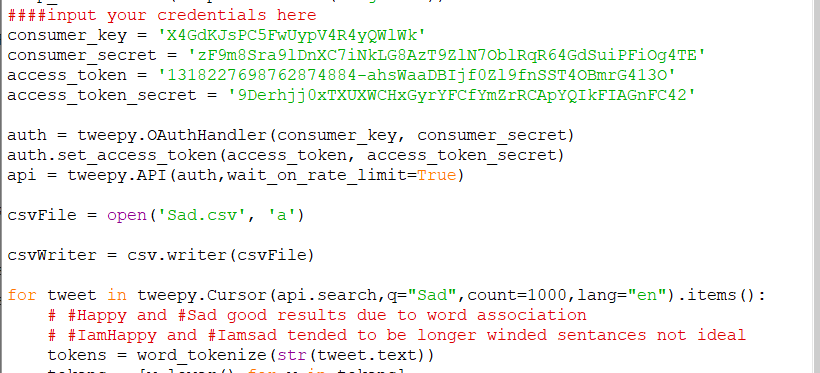 ####input your credentials here
consumer_key = 'X4GdKJsPC5FwUypV4R4yQWlWk'
consumer_secret = 'zF9m8Sra9lDnXC7iNkLG8AzT9ZlN7OblRqR64GdSuiPFiOg4TE'
access_token = '1318227698762874884-ahsWaaDBIjf0Zl9fnSST4OBmrG413O'
access_token_secret = '9Derhjj0xTXUXWCHxGyrYFCfYmZrRCApYQIkFIAGnFC42'
auth = tweepy.OAuthHandler(consumer_key, consumer_secret)
auth.set_access_token(access_token, access_token_secret)
api = tweepy.API(auth,wait_on_rate_limit=True)
csvFile = open('Sad.csv', 'a')
csvWriter = csv.writer(csvFile)
for tweet in tweepy.Cursor(api.search,q="Sad",count=1000,lang="en").items():
# #Happy and #Sad good results due to word association
# #IamHappy and #Iamsad tended to be longer winded sentances not ideal
tokens = word_tokenize(str(tweet.text))